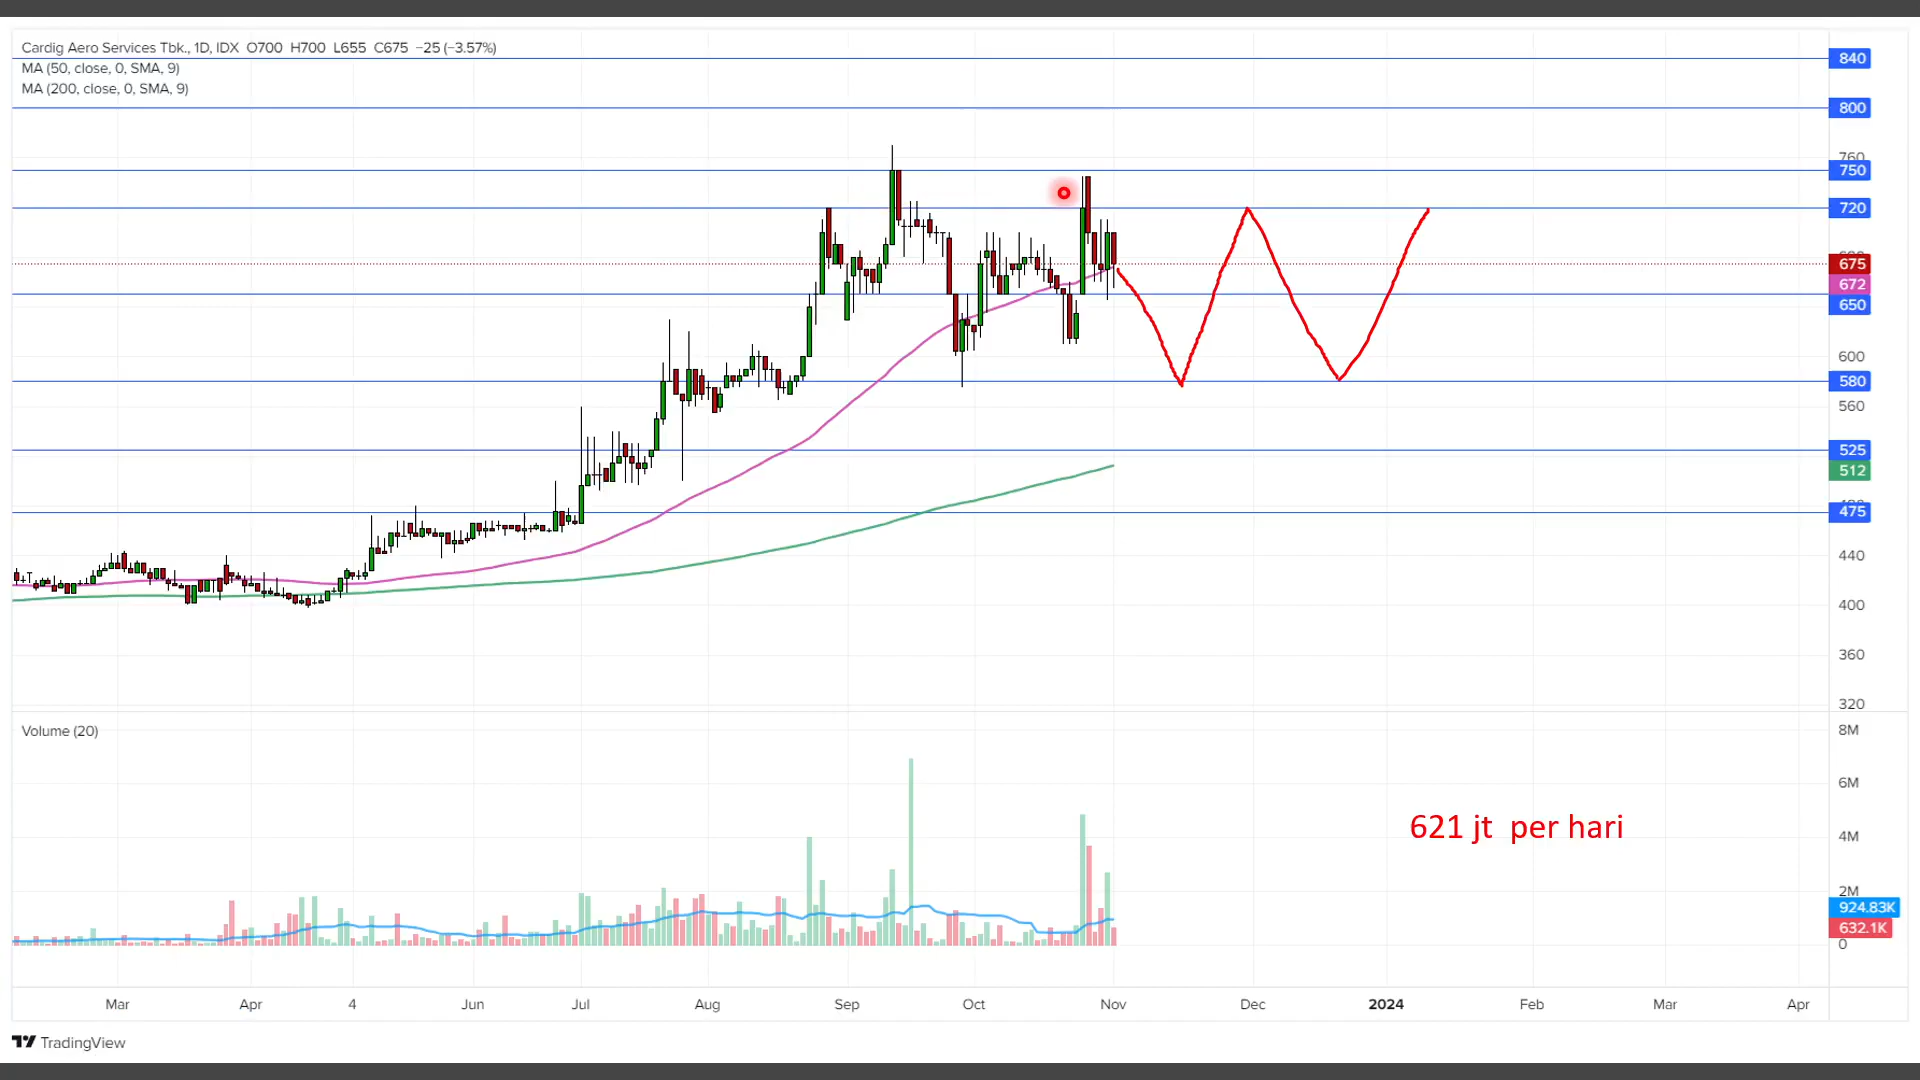 Cardig Aero Services Tbk., 1D, IDX O700 H700 L655 C675 −25 (−3.57%)
MA (50, close, 0, SMA, 9)
MA (200, close, 0, SMA, 9)
840
800
760
750
720
675
672
650
600
580
560
525
512
475
440
400
360
320
Volume (20)
8M
6M
621 jt per hari
4M
2M
924.83K
632.1K
0
Mar Apr 4 Jun Jul Aug Sep Oct Nov Dec 2024 Feb Mar Apr
TradingView